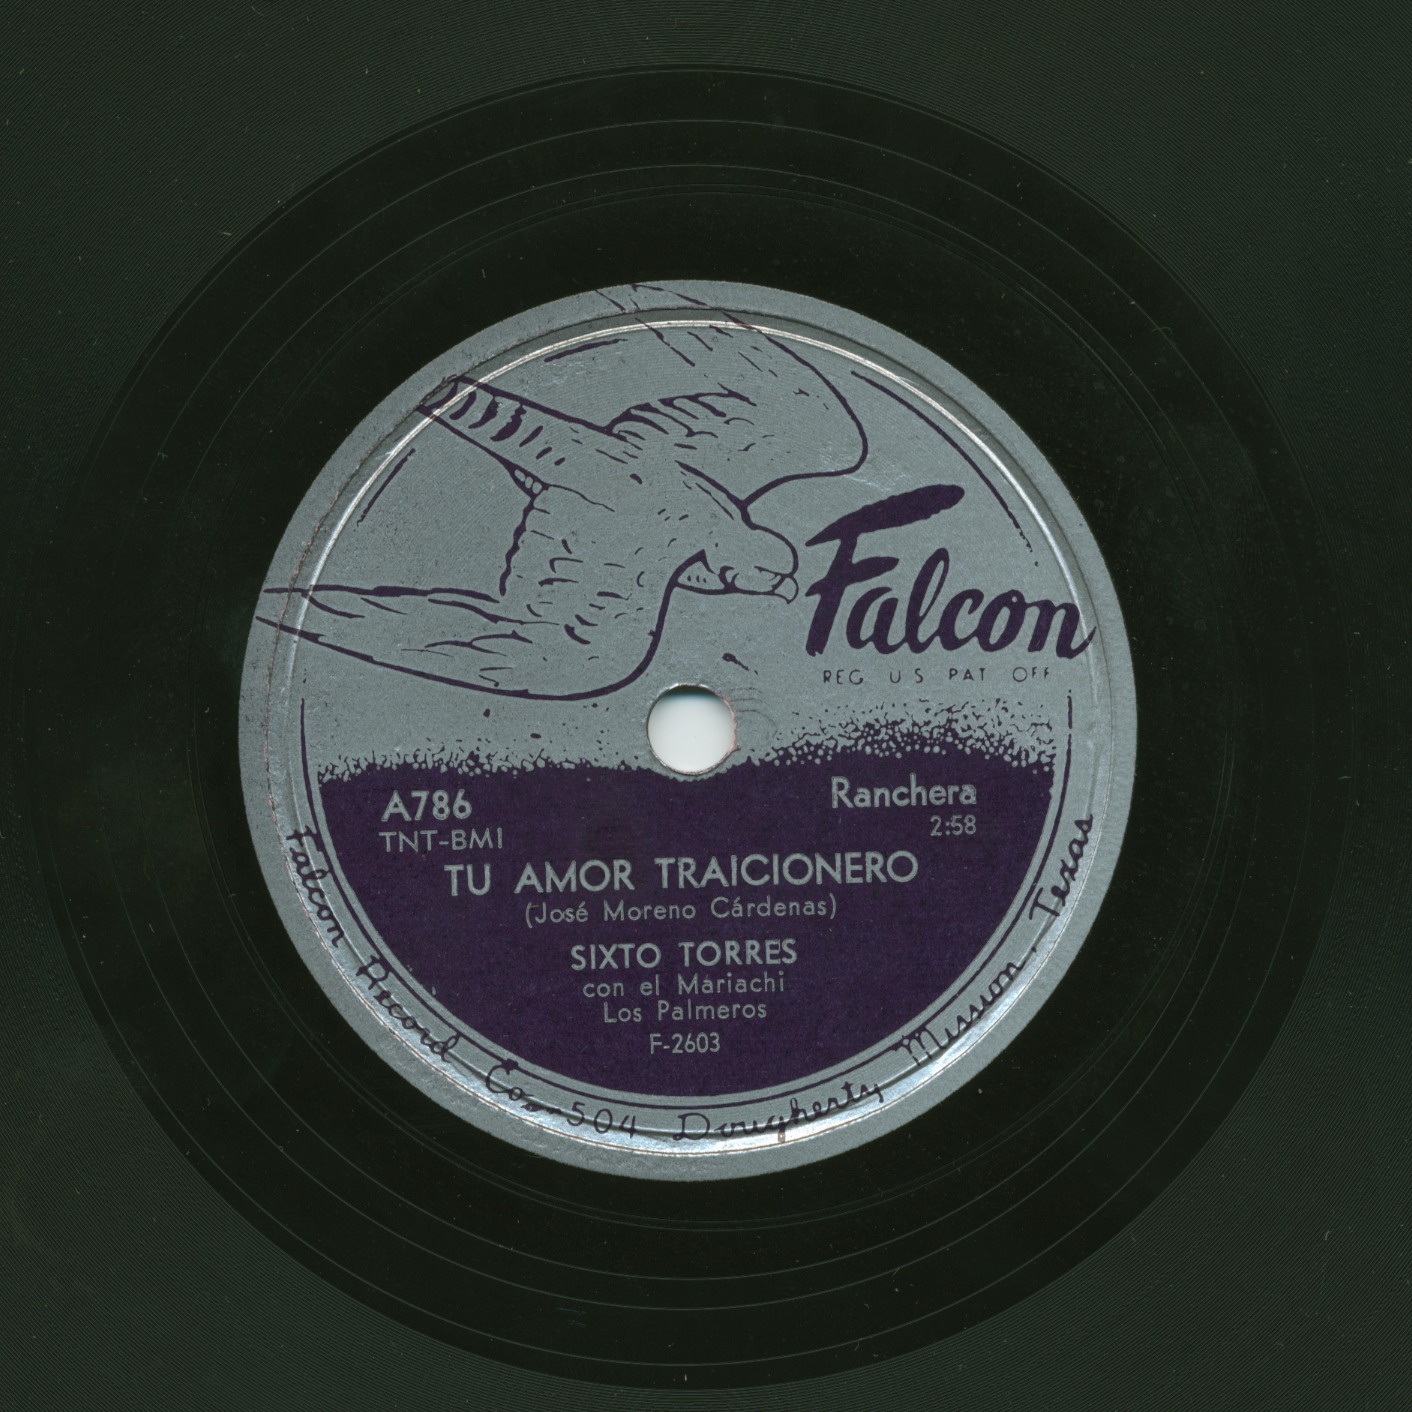 Falcon
REG US PAT OFF
A786
Ranchera
TNT-BMI
2:58
TU AMOR TRAICIONERO
(José Moreno Cárdenas)
SIXTO TORRES
con el Mariachi
Los Palmeros
F-2603
Falcon Record Co-504 Dougherty Mission, Texas